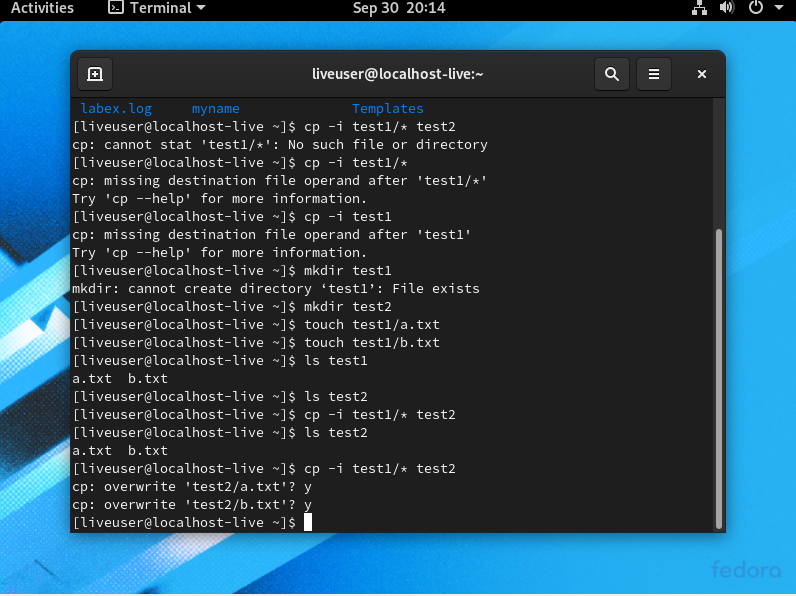 Activities Terminal Sep 30 20:14
liveuser@localhost-live:~
labex.log myname Templates
[liveuser@localhost-live ~]$ cp -i test1/* test2
cp: cannot stat 'test1/*': No such file or directory
[liveuser@localhost-live ~]$ cp -i test1/*
cp: missing destination file operand after 'test1/*'
Try 'cp --help' for more information.
[liveuser@localhost-live ~]$ cp -i test1
cp: missing destination file operand after 'test1'
Try 'cp --help' for more information.
[liveuser@localhost-live ~]$ mkdir test1
mkdir: cannot create directory ‘test1’: File exists
[liveuser@localhost-live ~]$ mkdir test2
[liveuser@localhost-live ~]$ touch test1/a.txt
[liveuser@localhost-live ~]$ touch test1/b.txt
[liveuser@localhost-live ~]$ ls test1
a.txt b.txt
[liveuser@localhost-live ~]$ ls test2
[liveuser@localhost-live ~]$ cp -i test1/* test2
[liveuser@localhost-live ~]$ ls test2
a.txt b.txt
[liveuser@localhost-live ~]$ cp -i test1/* test2
cp: overwrite 'test2/a.txt'? y
cp: overwrite 'test2/b.txt'? y
[liveuser@localhost-live ~]$
fedora